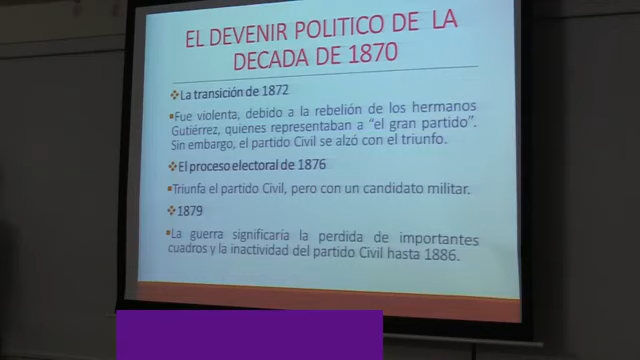 EL DEVENIR POLITICO DE LA
DECADA DE 1870
La transición de 1872
Fue violenta, debido a la rebelión de los hermanos
Gutiérrez, quienes representaban a “el gran partido”.
Sin embargo, el partido Civil se alzó con el triunfo.
El proceso electoral de 1876
Triunfa el partido Civil, pero con un candidato militar.
1879
La guerra significaría la perdida de importantes
cuadros y la inactividad del partido Civil hasta 1886.